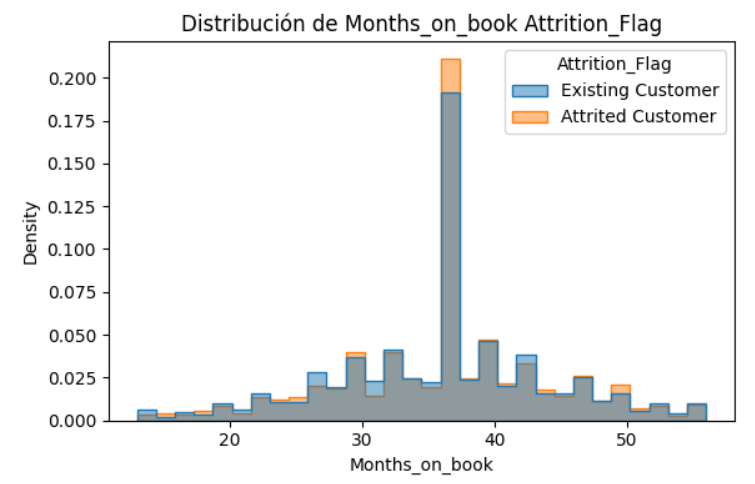 Distribución de Months_on_book Attrition_Flag
Attrition_Flag
Existing Customer
Attrited Customer
Density
0.200
0.175
0.150
0.125
0.100
0.075
0.050
0.025
0.000
20 30 40 50
Months_on_book